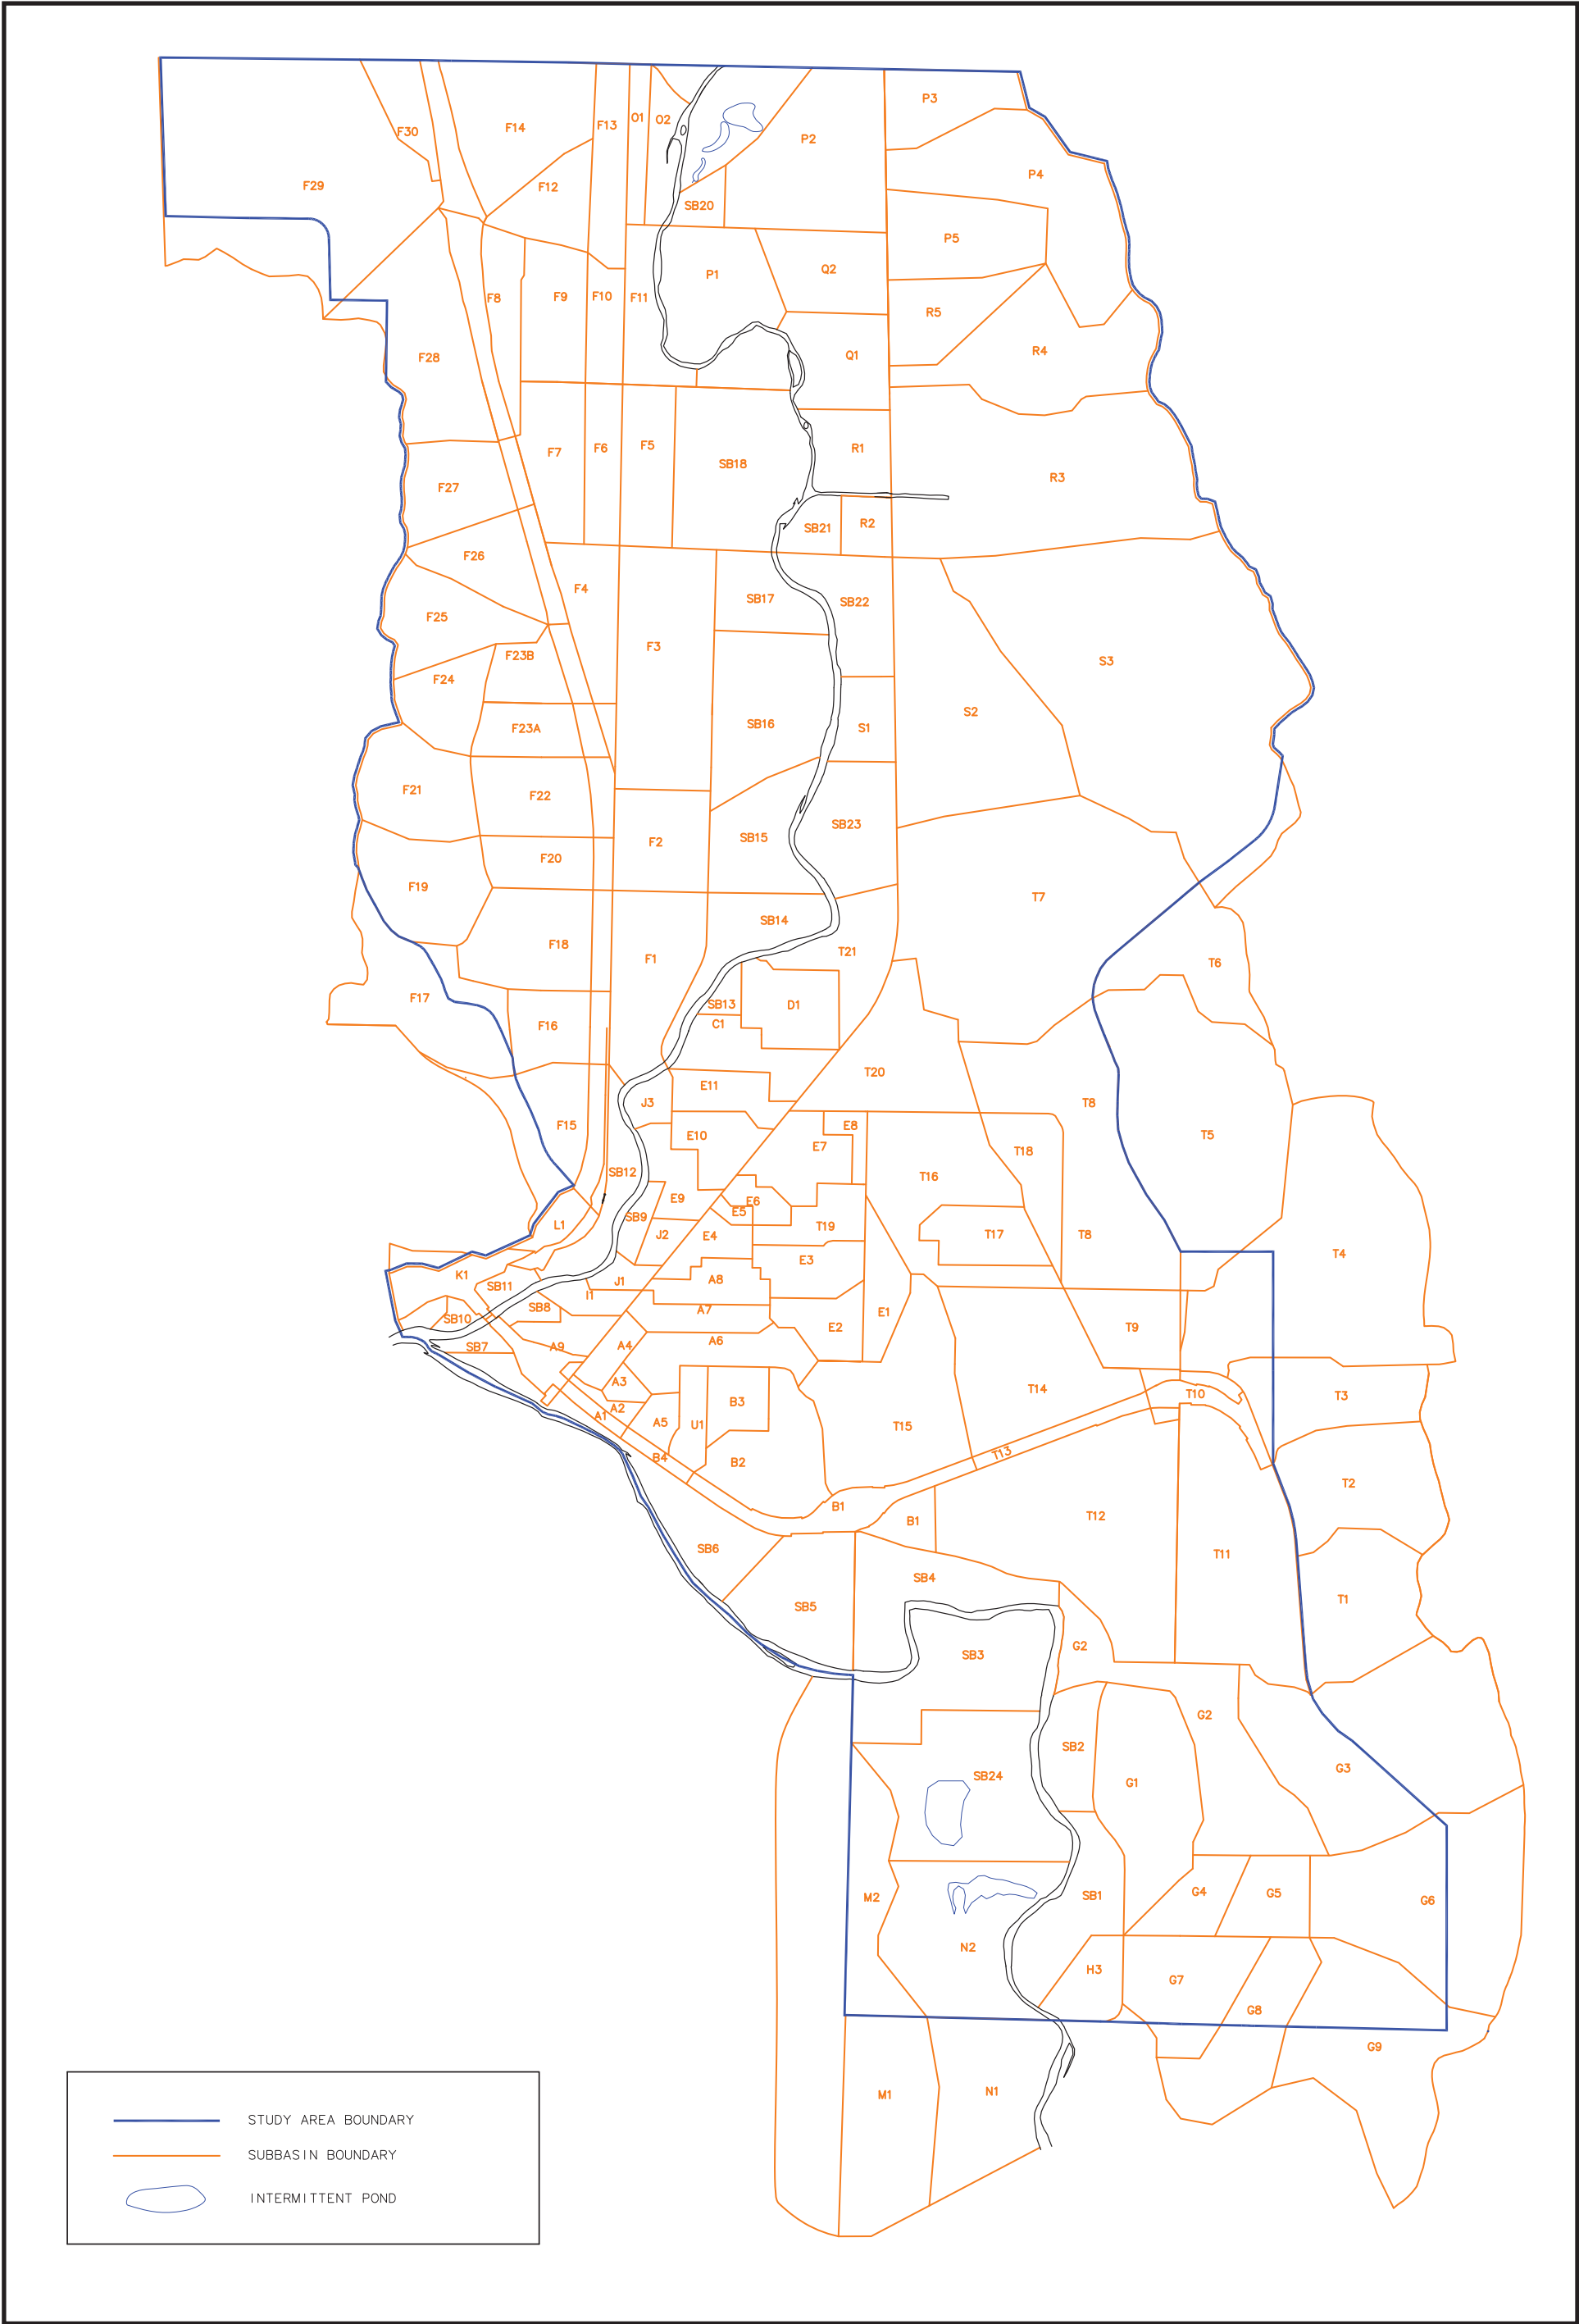 P3
O1
O2
F13
F14
F30
P2
P4
F29
F12
SB20
P5
Q2
P1
F8
F9
F10
F11
R5
R4
Q1
F28
F5
F6
F7
R1
SB18
R3
F27
R2
SB21
F26
F4
SB17
SB22
F25
F3
F23B
S3
F24
S2
SB16
S1
F23A
F21
F22
SB23
SB15
F2
F20
F19
T7
SB14
F18
T21
F1
T6
F17
SB13
D1
C1
F16
T20
E11
J3
T8
F15
E8
E10
T5
E7
T18
SB12
T16
E9
E6
E5
SB9
L1
T19
J2
E4
T17
T8
T4
E3
K1
A8
J1
SB11
I1
SB8
A7
E1
SB10
E2
T9
A6
A4
SB7
A9
A3
T14
T10
T3
B3
A2
A1
A5
U1
T15
T13
B4
B2
T2
B1
B1
T12
SB6
T11
SB4
T1
SB5
G2
SB3
G2
SB2
G3
SB24
G1
G4
G5
SB1
M2
G6
N2
H3
G7
G8
G9
N1
M1
STUDY AREA BOUNDARY
SUBBASIN BOUNDARY
INTERMITTENT POND